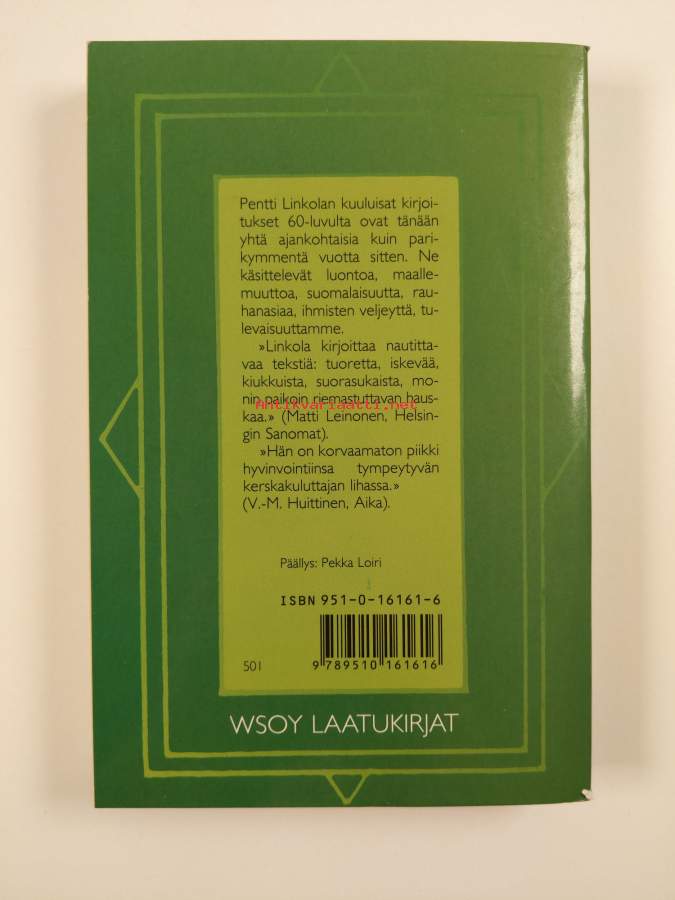 Pentti Linkolan kuuluisat kirjoi-
tukset 60-luvulta ovat tänään
yhtä ajankohtaisia kuin pari-
kymmentä vuotta sitten. Ne
käsittelevät luontoa, maalle-
muuttoa, suomalaisuutta, rau-
hanasiaa, ihmisten veljeyttä, tu-
levaisuuttamme.
»Linkola kirjoittaa nautitta-
vaa tekstiä: tuoretta, iskevää,
kiukkuista, suorasukaista, mo-
nin paikoin riemastuttavan haus-
Antikvariaatti.net
kaa.» (Matti Leinonen, Helsin-
gin Sanomat).
»Hän on korvaamaton piikki
hyvinvointiinsa tympeytyvän
kerskakuluttajan lihassa.»
(V.-M. Huittinen, Aika).
Päällys: Pekka Loiri
ISBN 951-0-16161-6
501
9 789510 161616
WSOY LAATUKIRJAT